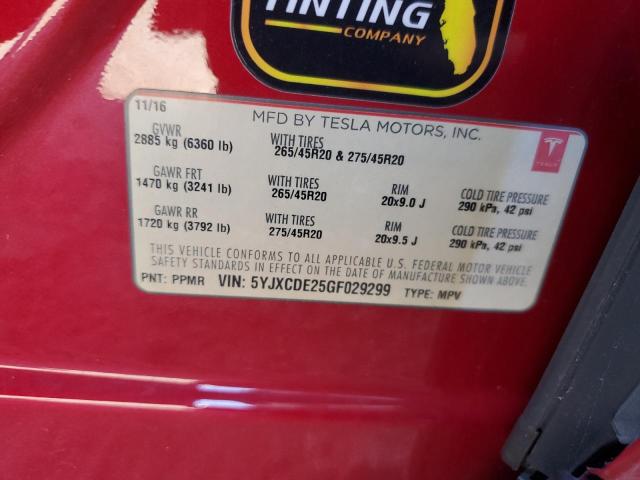 TINTING
COMPANY
11/16
MFD BY TESLA MOTORS, INC.
GVWR
2885 kg (6360 lb)
WITH TIRES
265/45R20 & 275/45R20
TESLA
GAWR FRT
1470 kg (3241 lb)
WITH TIRES
265/45R20
RIM
20x9.0 J
COLD TIRE PRESSURE
290 kPa, 42 psi
GAWR RR
1720 kg (3792 lb)
WITH TIRES
275/45R20
RIM
20x9.5 J
COLD TIRE PRESSURE
290 kPa, 42 psi
THIS VEHICLE CONFORMS TO ALL APPLICABLE U.S. FEDERAL MOTOR VEHICLE
SAFETY STANDARDS IN EFFECT ON THE DATE OF MANUFACTURE SHOWN ABOVE.
PNT: PPMR VIN: 5YJXCDE25GF029299 TYPE: MPV